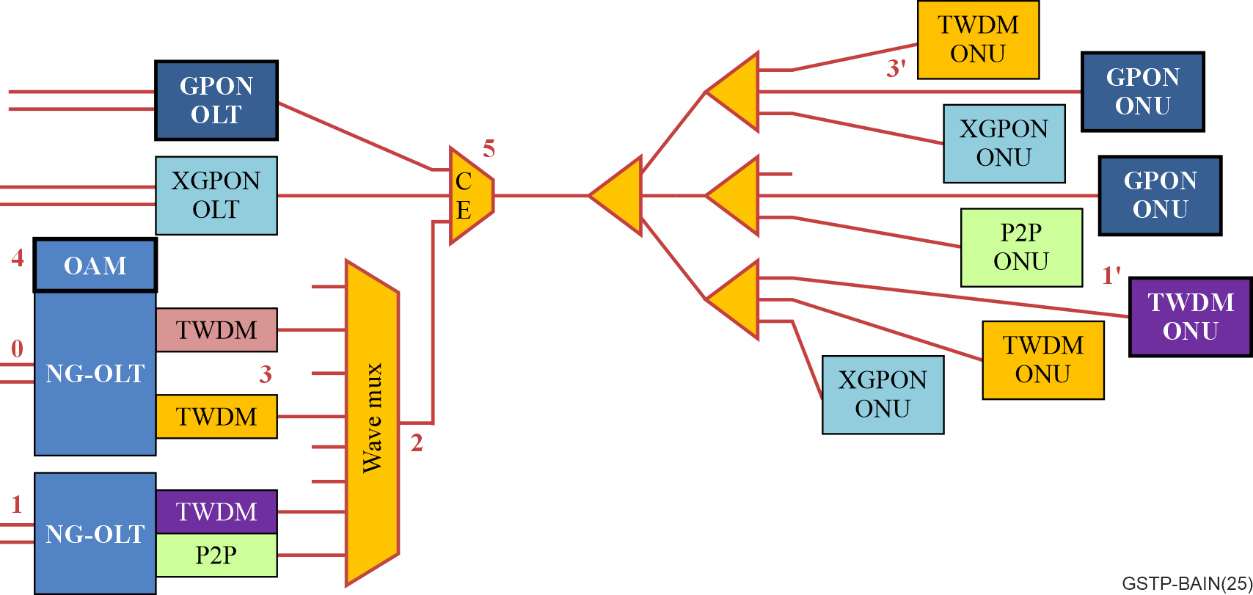 TWDM
ONU
3'
GPON
OLT
GPON
ONU
XGPON
ONU
5
C
E
XGPON
OLT
GPON
ONU
P2P
ONU
4
OAM
1'
TWDM
ONU
TWDM
0
NG-OLT
3
TWDM
ONU
XGPON
ONU
TWDM
Wave mux
2
1
NG-OLT
TWDM
P2P
GSTP-BAIN(25)